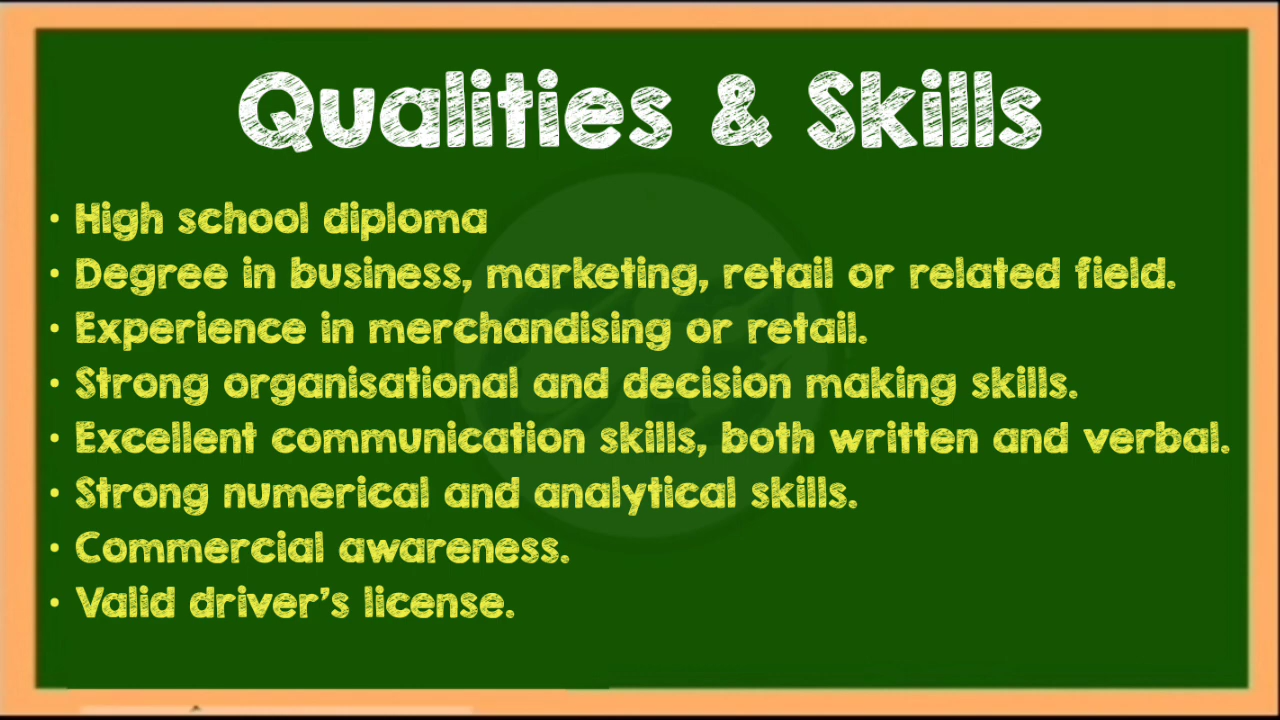 Qualities & Skills
• High school diploma
• Degree in business, marketing, retail or related field.
• Experience in merchandising or retail.
• Strong organisational and decision making skills.
• Excellent communication skills, both written and verbal.
• Strong numerical and analytical skills.
• Commercial awareness.
• Valid driver’s license.